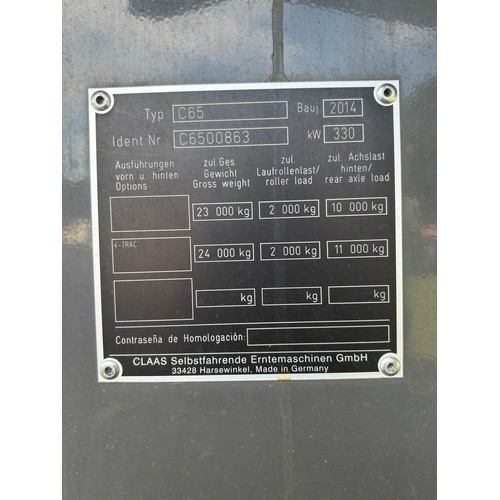 Typ C65 Bauj 2014
Ident Nr C6500863 kW 330
Ausführungen zul. Ges. zul. zul. Achslast
vorn u. hinten Gewicht Laufrollenlast/ hinten/
Options Gross weight roller load rear axle load
23 000 kg 2 000 kg 10 000 kg
4-TRAC 24 000 kg 2 000 kg 11 000 kg
kg kg kg
Contraseña de Homologación:
CLAAS Selbstfahrende Erntemaschinen GmbH
33428 Harsewinkel, Made in Germany